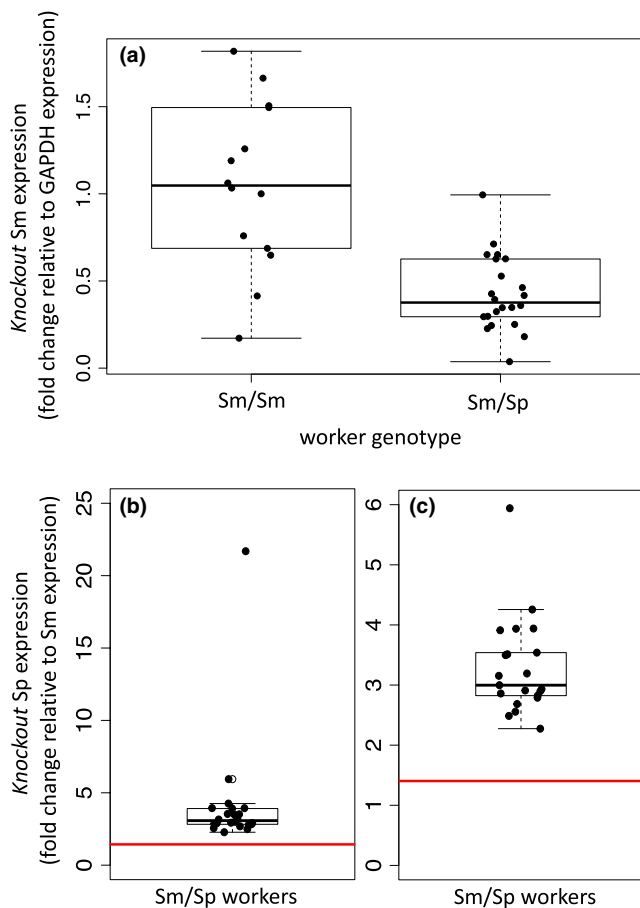 (a)
Knockout Sm expression
(fold change relative to GAPDH expression)
1.5
1.0
0.5
0.0
Sm/Sm
Sm/Sp
worker genotype
(b)
Knockout Sp expression
(fold change relative to Sm expression)
25
20
15
10
5
0
Sm/Sp workers
(c)
6
5
4
3
2
1
0
Sm/Sp workers